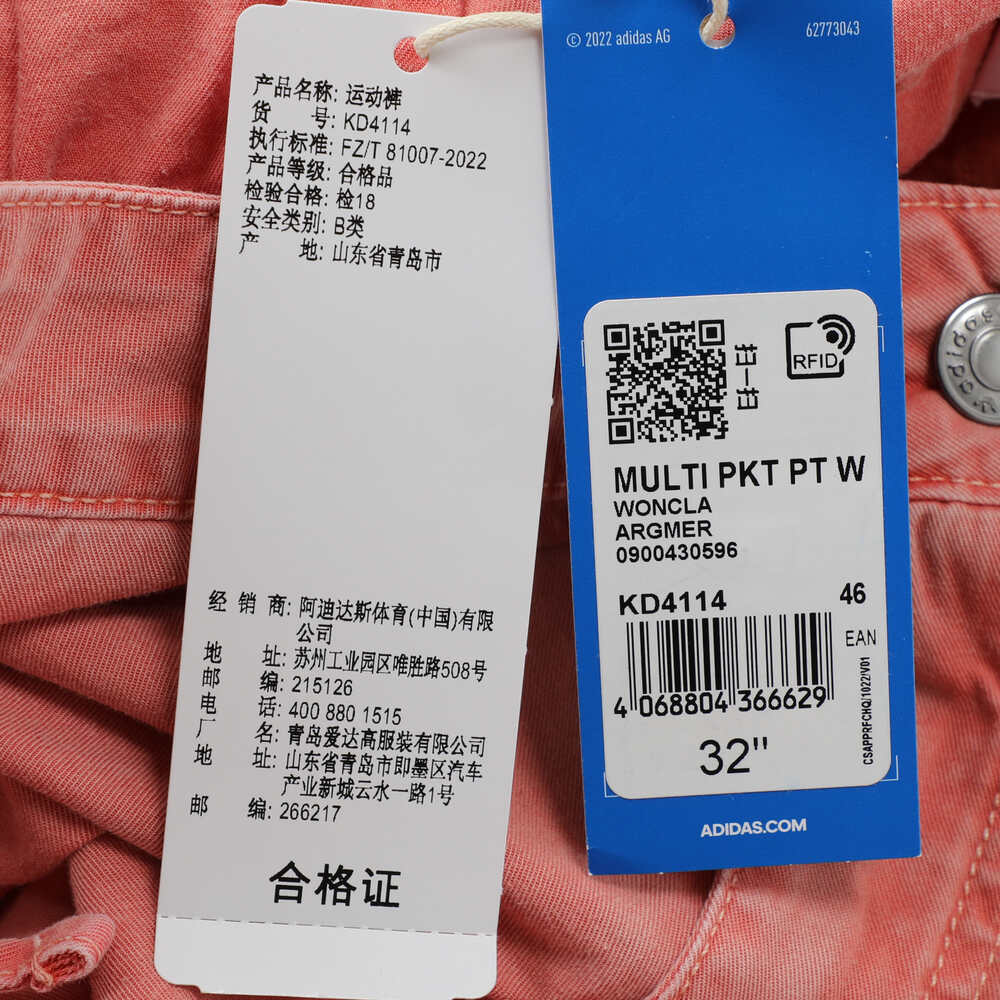 产品名称: 运动裤
货 号: KD4114
执行标准: FZ/T 81007-2022
产品等级: 合格品
检验合格: 检18
安全类别: B类
产 地: 山东省青岛市
经 销 商: 阿迪达斯体育(中国)有限
公司
地 址: 苏州工业园区唯胜路508号
邮 编: 215126
电 话: 400 880 1515
厂 名: 青岛爱达高服装有限公司
地 址: 山东省青岛市即墨区汽车
产业新城云水一路1号
邮 编: 266217
合格证
© 2022 adidas AG
62773043
扫一扫
RFID
MULTI PKT PT W
WONCLA
ARGMER
0900430596
KD4114
46
EAN
4 068804 366629
CSAPPRFCHQ/1022/V01
32"
ADIDAS.COM
adidas